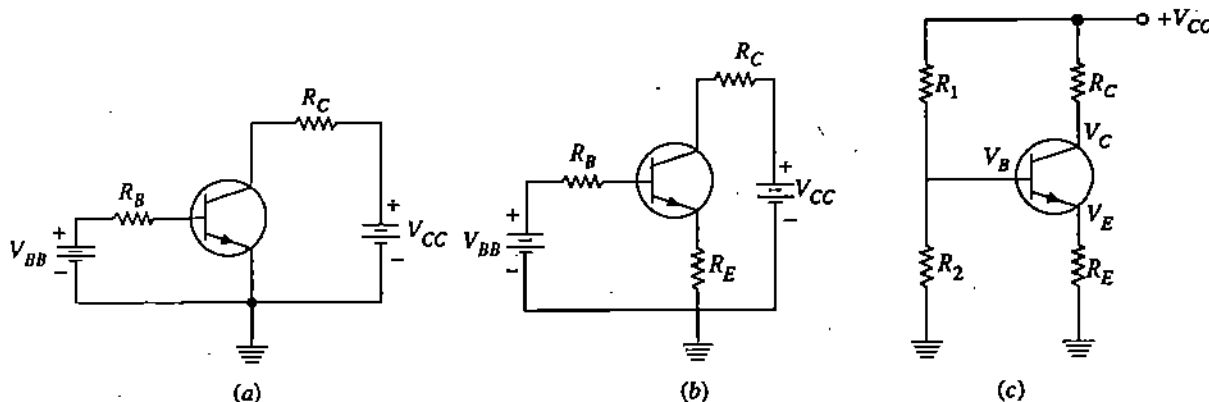 R_C
R_B
+
V_BB
−
+
V_CC
−
(a)
R_C
R_B
+
V_CC
−
+
V_BB
−
R_E
(b)
+V_CC
R_1
R_C
V_C
V_B
V_E
R_2
R_E
(c)